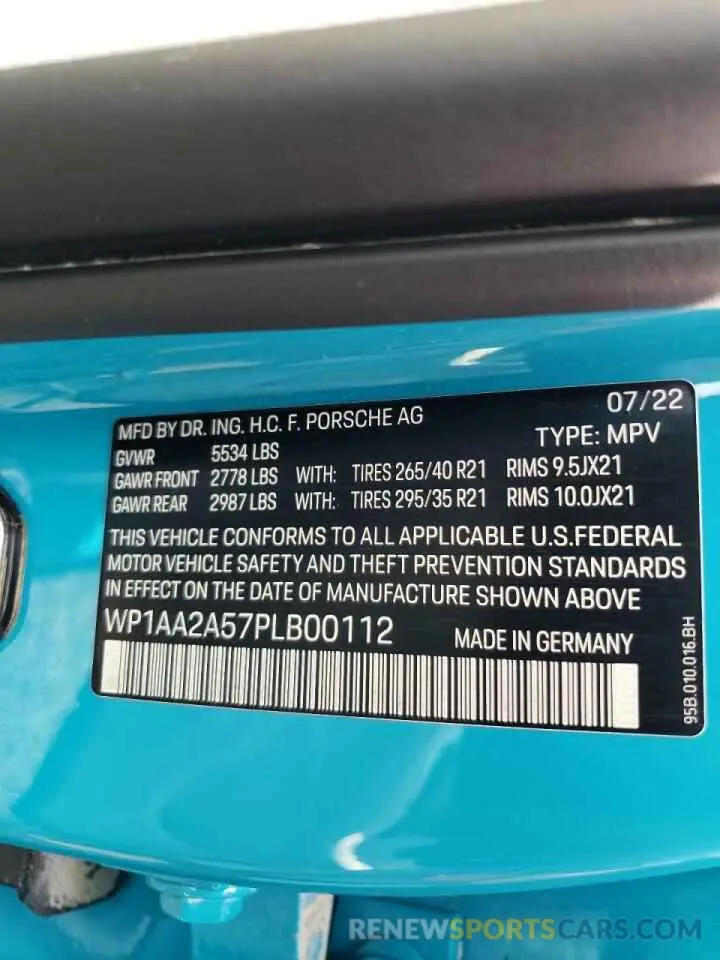 MFD BY DR. ING. H.C. F. PORSCHE AG 07/22
GVWR 5534 LBS TYPE: MPV
GAWR FRONT 2778 LBS WITH: TIRES 265/40 R21 RIMS 9.5JX21
GAWR REAR 2987 LBS WITH: TIRES 295/35 R21 RIMS 10.0JX21
THIS VEHICLE CONFORMS TO ALL APPLICABLE U.S.FEDERAL
MOTOR VEHICLE SAFETY AND THEFT PREVENTION STANDARDS
IN EFFECT ON THE DATE OF MANUFACTURE SHOWN ABOVE
WP1AA2A57PLB00112 MADE IN GERMANY
95B.010.016.BH
RENEWSPORTSCARS.COM